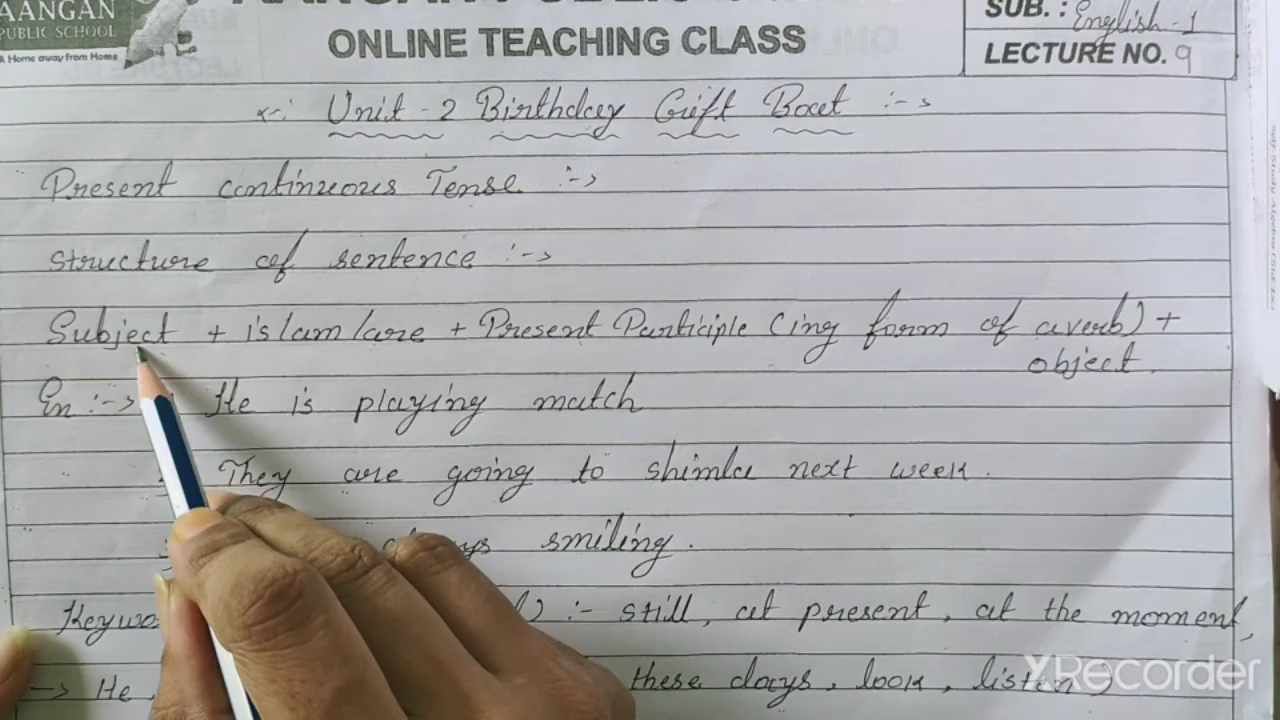 AANGAN
PUBLIC SCHOOL
A Home away from Home
ONLINE TEACHING CLASS
SUB. : English - 1
LECTURE NO. 9
Unit - 2 Birthday Gift Boat :-
Present continuous Tense :->
Structure of sentence :->
Subject + is/am/are + Present Participle (ing form of a verb) +
object.
He is playing match
They are going to shimla next week.
smiling.
:- still, at present, at the moment,
-> He these days, look, listen)
XRecorder